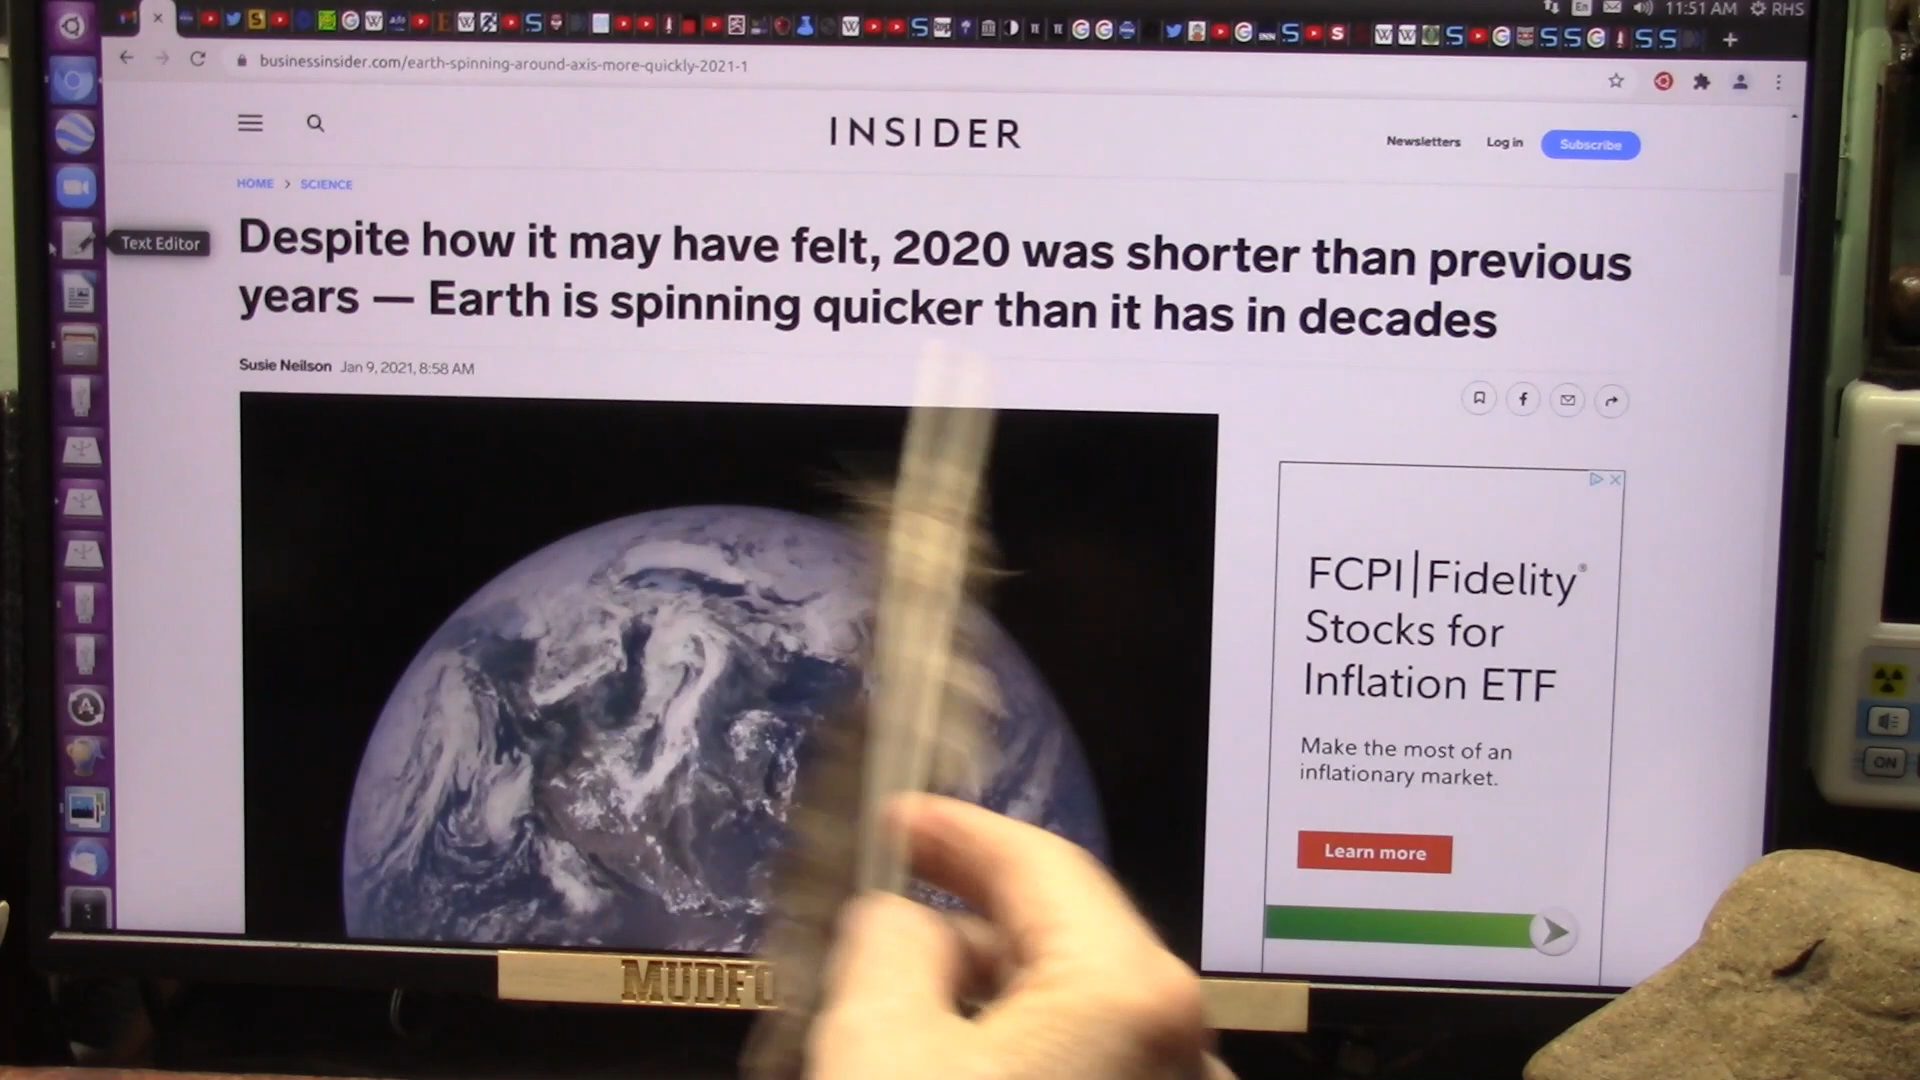 En 11:51 AM RHS
businessinsider.com/earth-spinning-around-axis-more-quickly-2021-1
INSIDER
Newsletters Log in Subscribe
HOME > SCIENCE
Text Editor
Despite how it may have felt, 2020 was shorter than previous
years — Earth is spinning quicker than it has in decades
Susie Neilson Jan 9, 2021, 8:58 AM
FCPI|Fidelity®
Stocks for
Inflation ETF
Make the most of an
inflationary market.
Learn more
ON
MUDFO